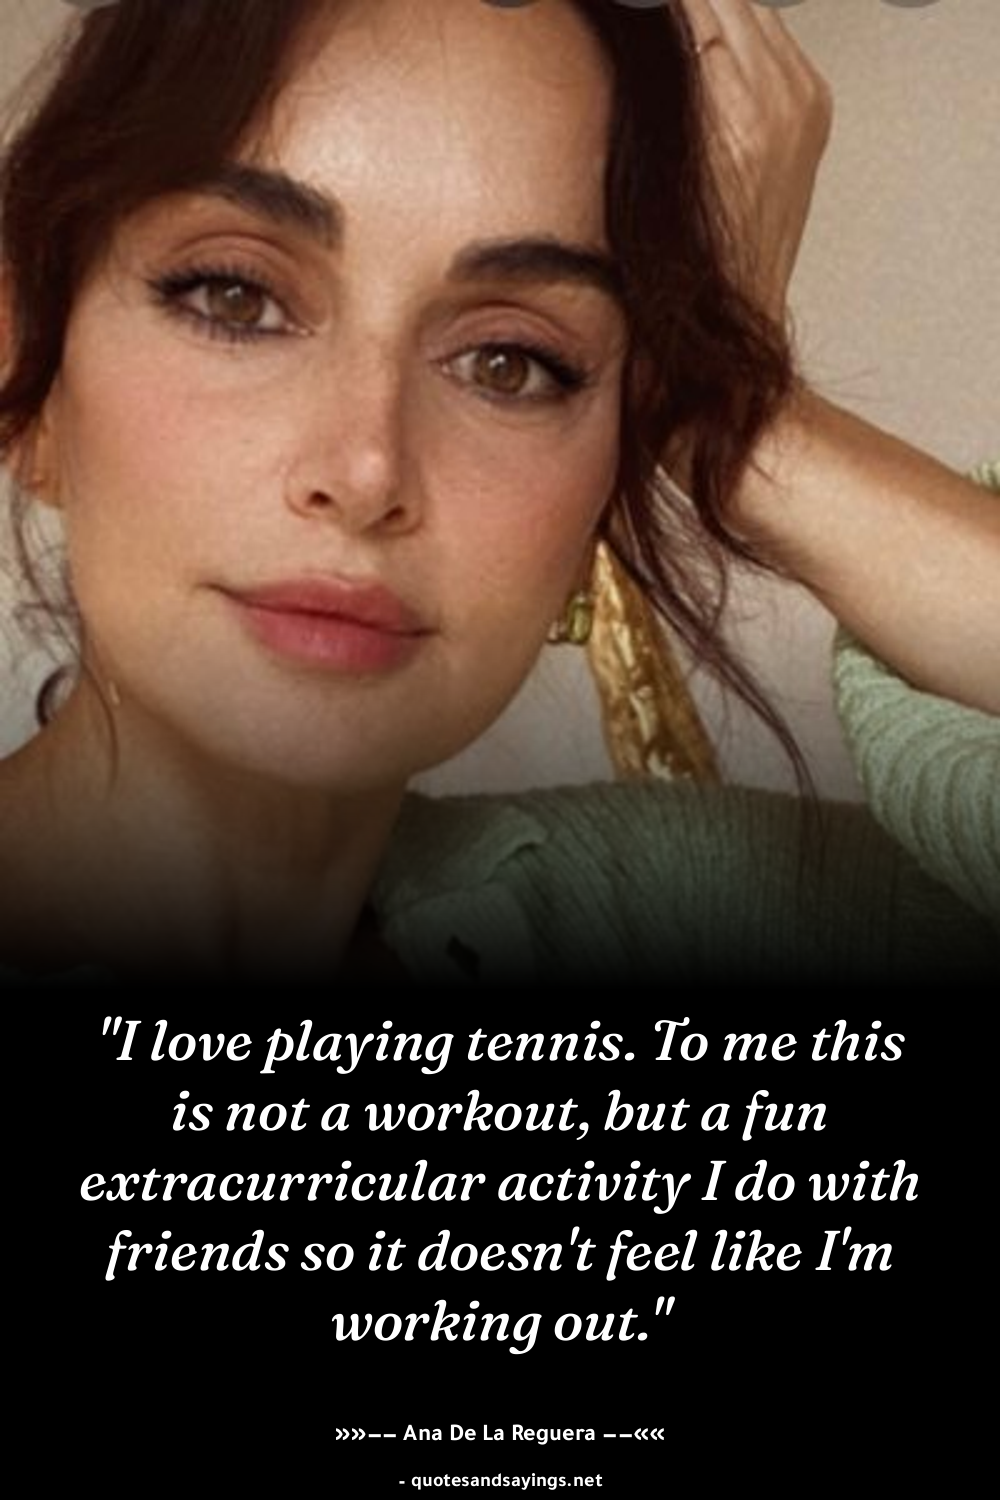 "I love playing tennis. To me this
is not a workout, but a fun
extracurricular activity I do with
friends so it doesn't feel like I'm
working out."
»»−− Ana De La Reguera −−««
- quotesandsayings.net